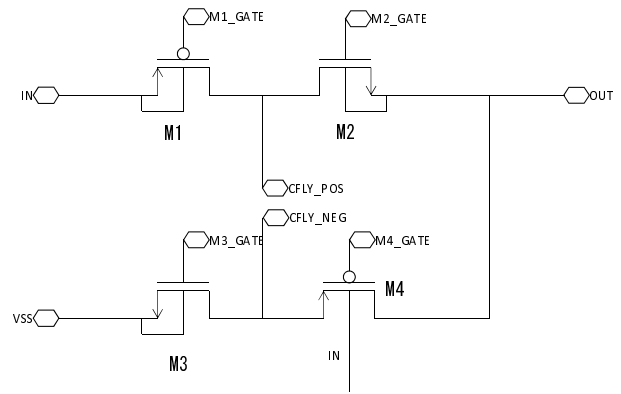 M1_GATE
M2_GATE
IN
OUT
M1
M2
CFLY_POS
CFLY_NEG
M3_GATE
M4_GATE
M4
VSS
IN
M3